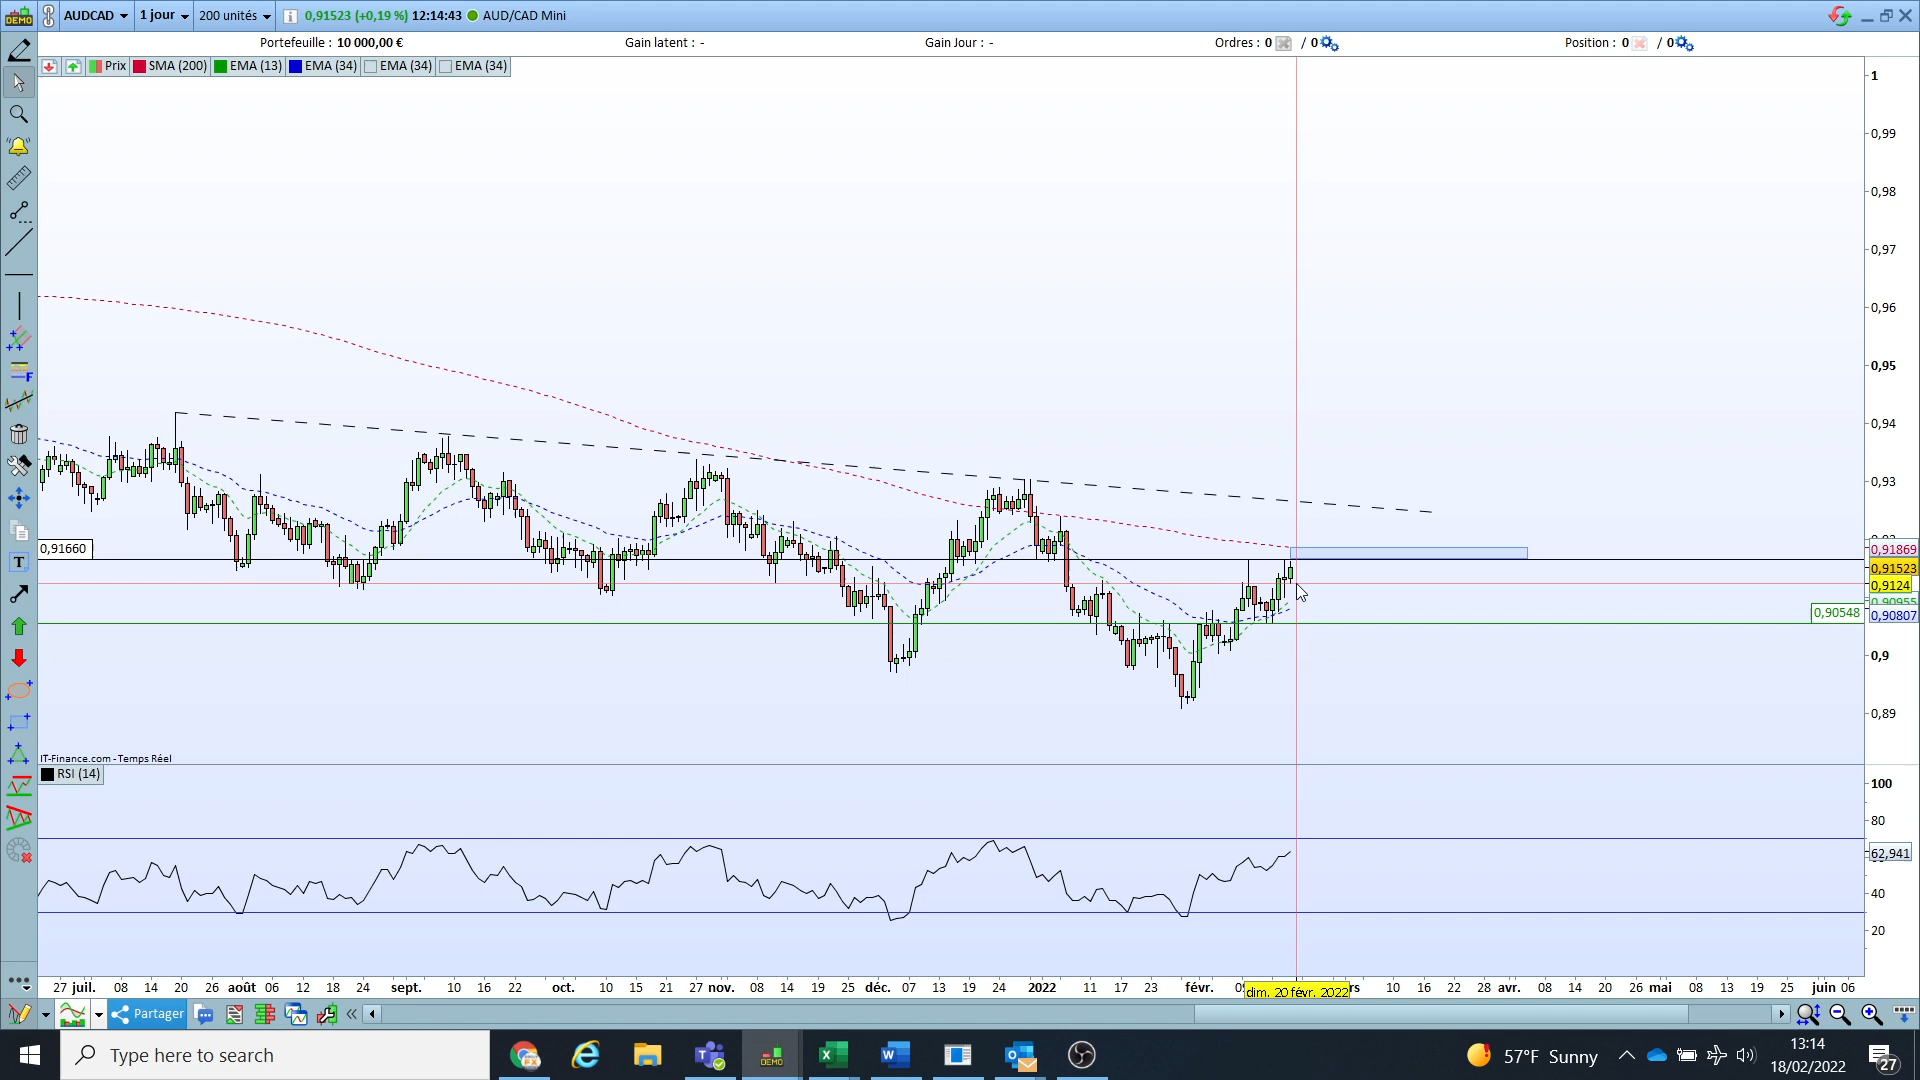 DEMO AUDCAD 1 jour 200 unités 0,91523 (+0,19 %) 12:14:43 AUD/CAD Mini
Portefeuille : 10 000,00 € Gain latent : - Gain Jour : - Ordres : 0 / 0 Position : 0 / 0
Prix SMA (200) EMA (13) EMA (34) EMA (34) EMA (34)
1
0,99
0,98
0,97
0,96
0,95
0,94
0,93
0,91660
0,91869
0,91523
0,9124
0,90955
0,90548
0,90807
0,9
0,89
IT-Finance.com - Temps Réel
RSI (14)
100
80
62,941
40
20
27 juil. 08 14 20 26 août 06 12 18 24 sept. 10 16 22 oct. 10 15 21 27 nov. 08 14 19 25 déc. 07 13 19 24 2022 11 17 23 févr. dim. 20 févr. 2022 10 16 22 28 avr. 08 14 20 26 mai 08 13 19 25 juin 06
Partager
Type here to search
DEMO
57°F Sunny
13:14
18/02/2022
27